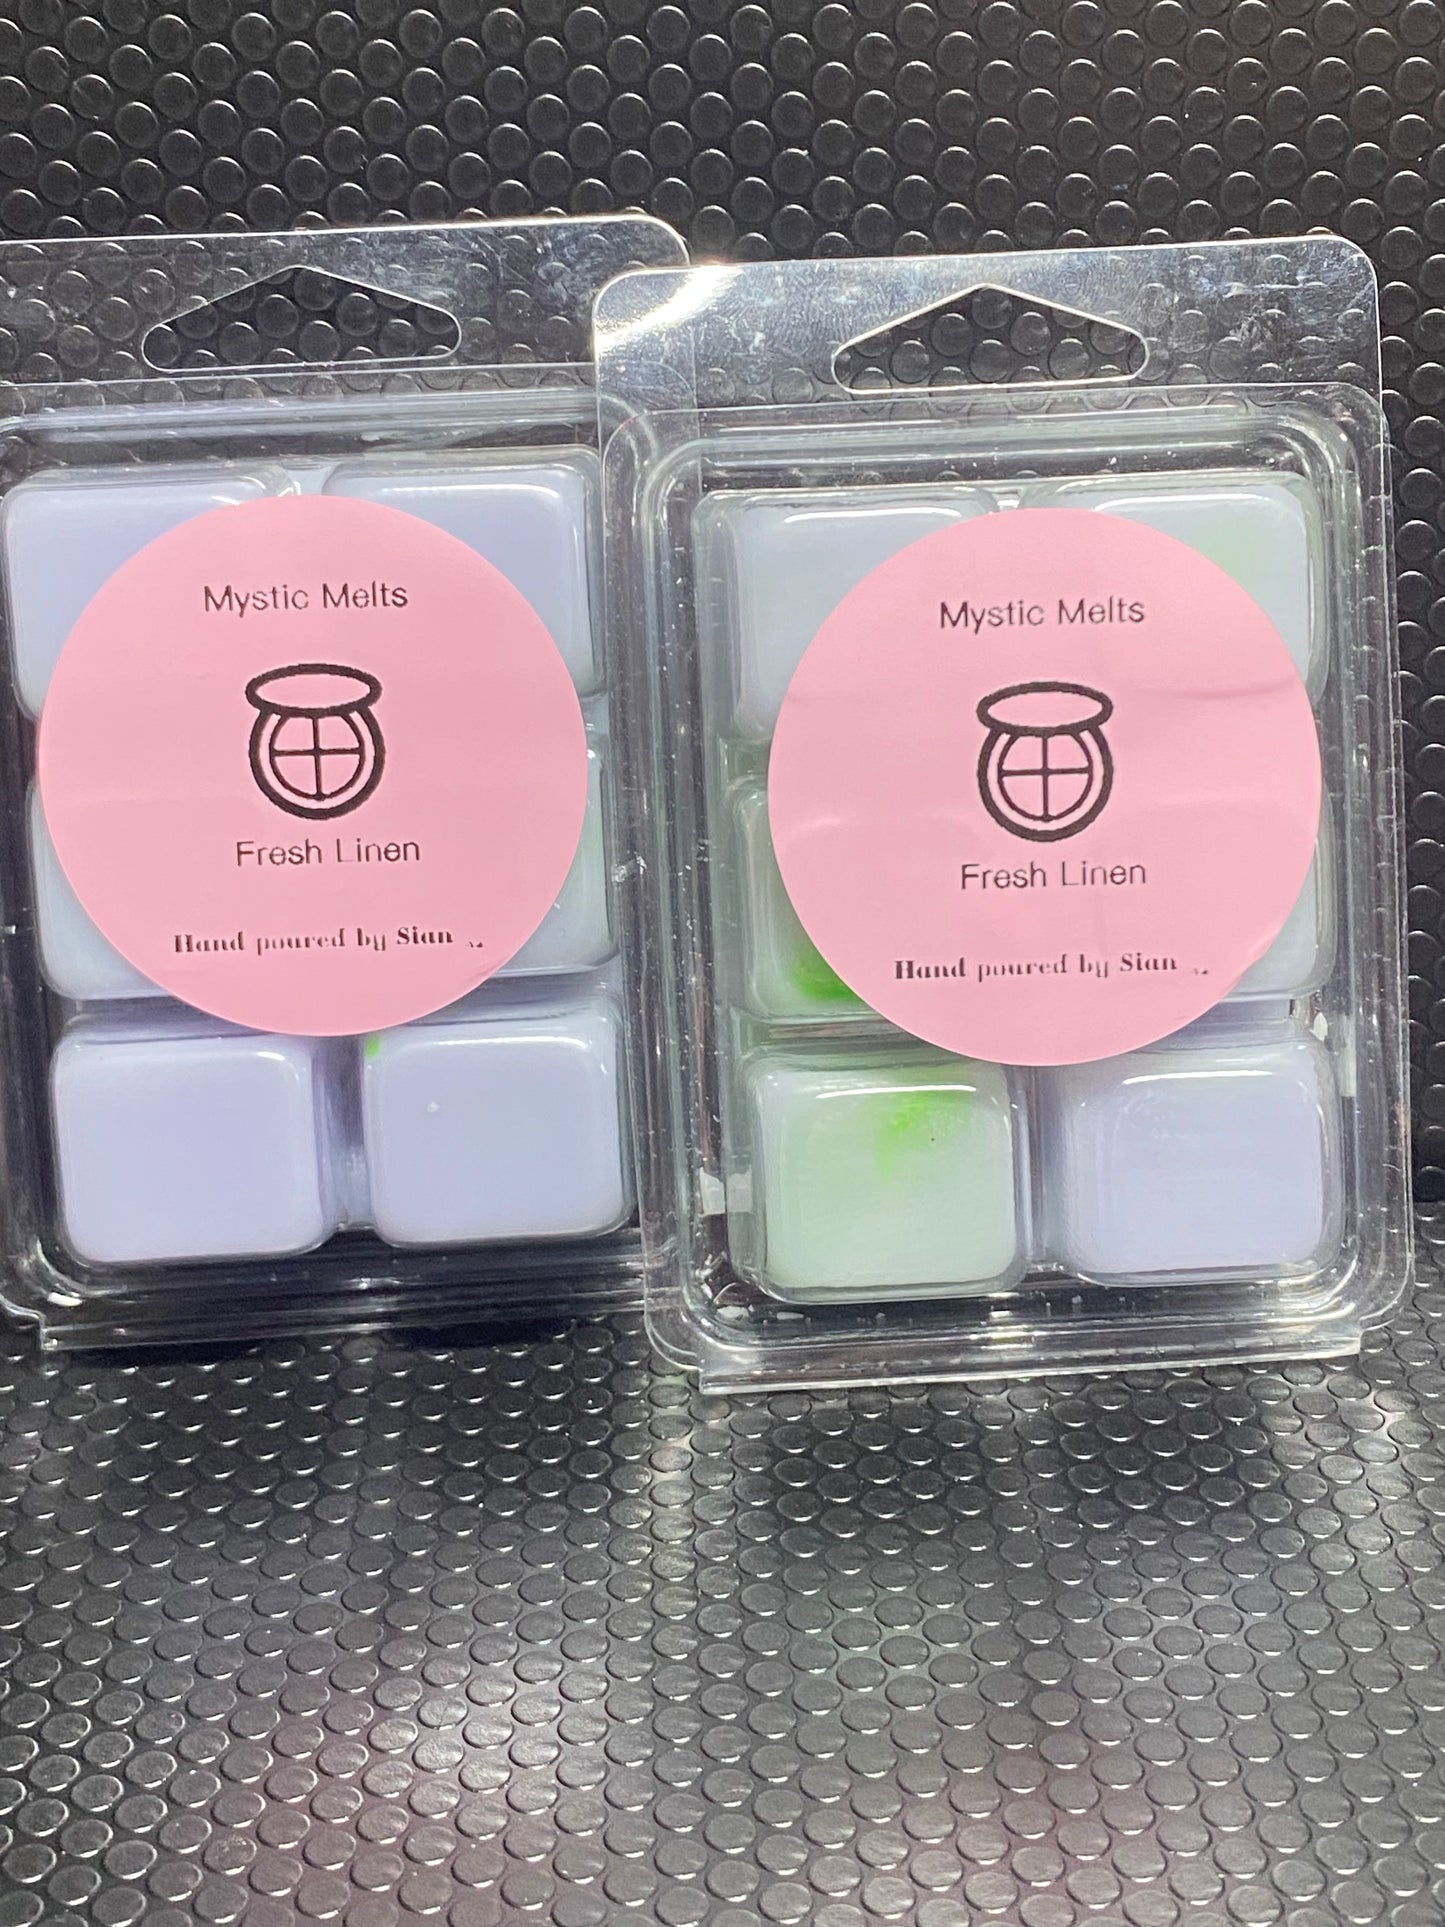 Mystic Melts
Fresh Linen
Hand poured by Sian
Mystic Melts
Fresh Linen
Hand poured by Sian